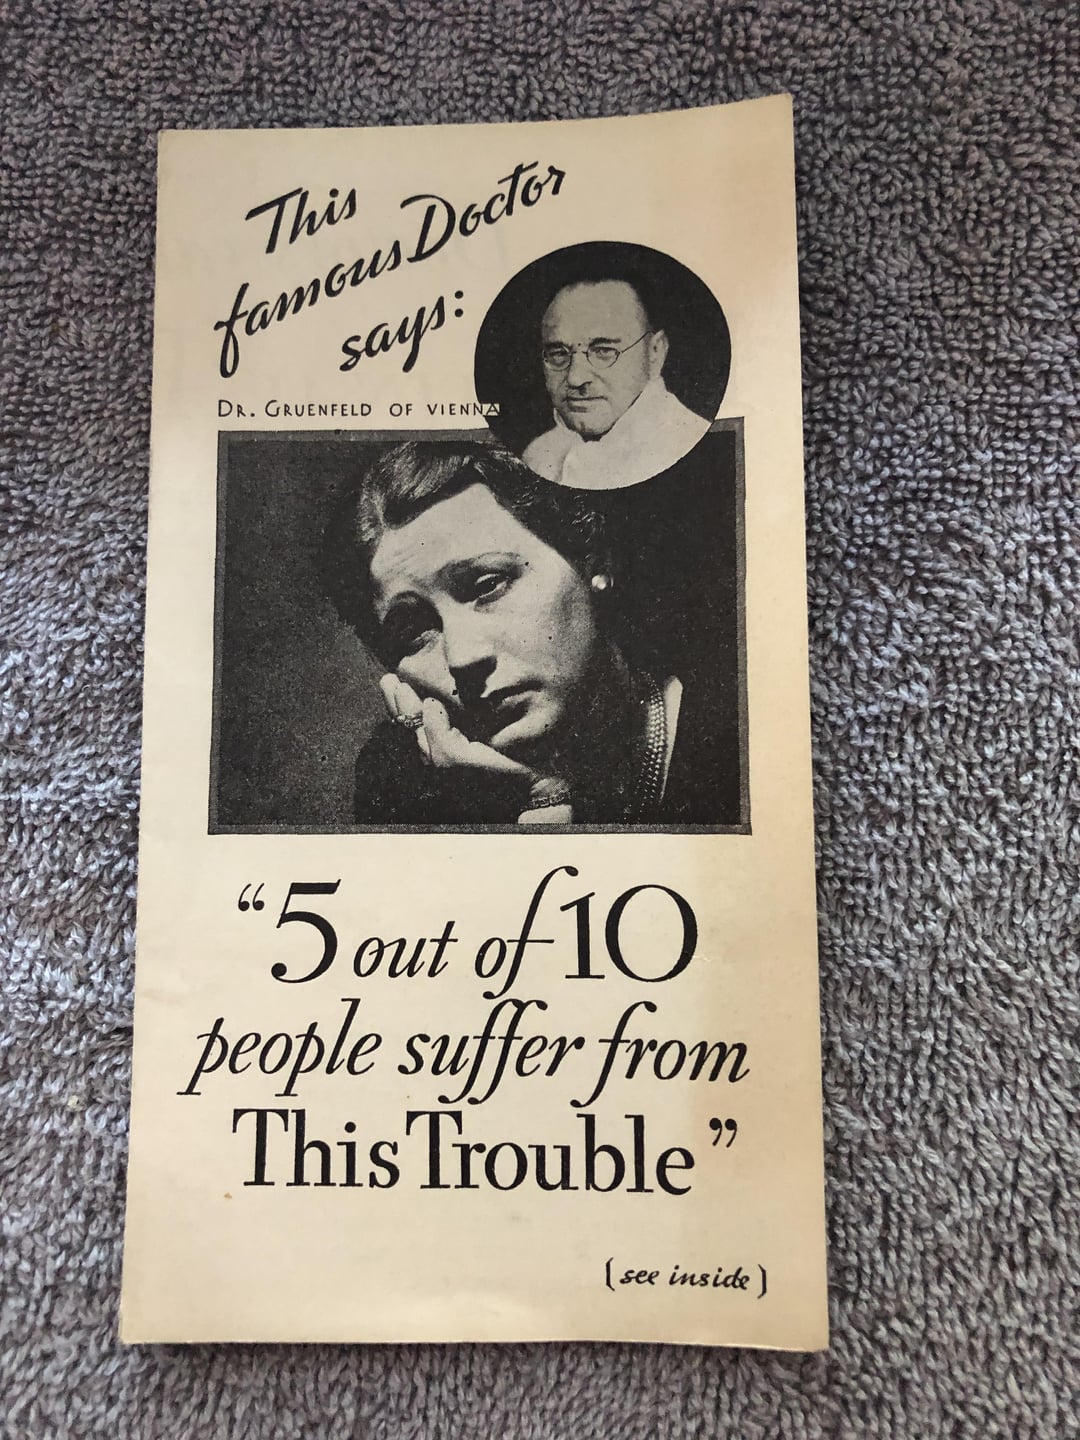 This
famous Doctor
says:
DR. GRUENFELD OF VIENNA
“5 out of 10
people suffer from
This Trouble”
(see inside)